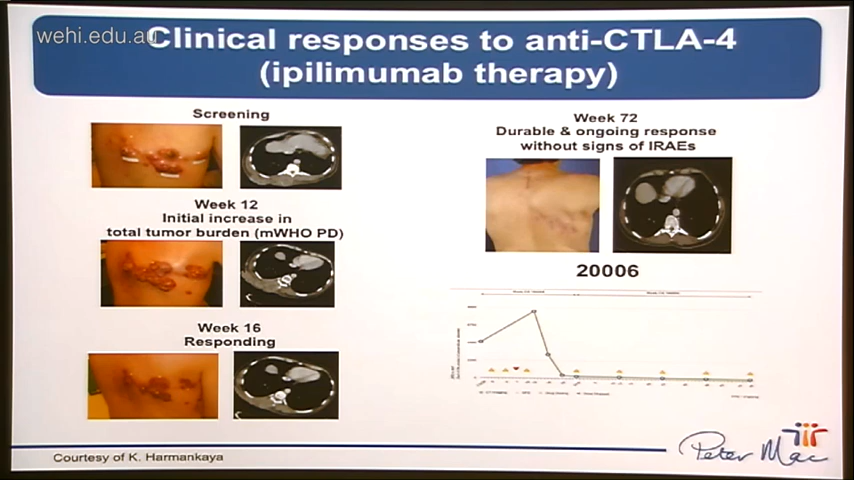 wehi.edu.au
Clinical responses to anti-CTLA-4
(ipilimumab therapy)
Screening
Week 12
Initial increase in
total tumor burden (mWHO PD)
Week 16
Responding
Week 72
Durable & ongoing response
without signs of IRAEs
20006
Courtesy of K. Harmankaya
Peter Mac